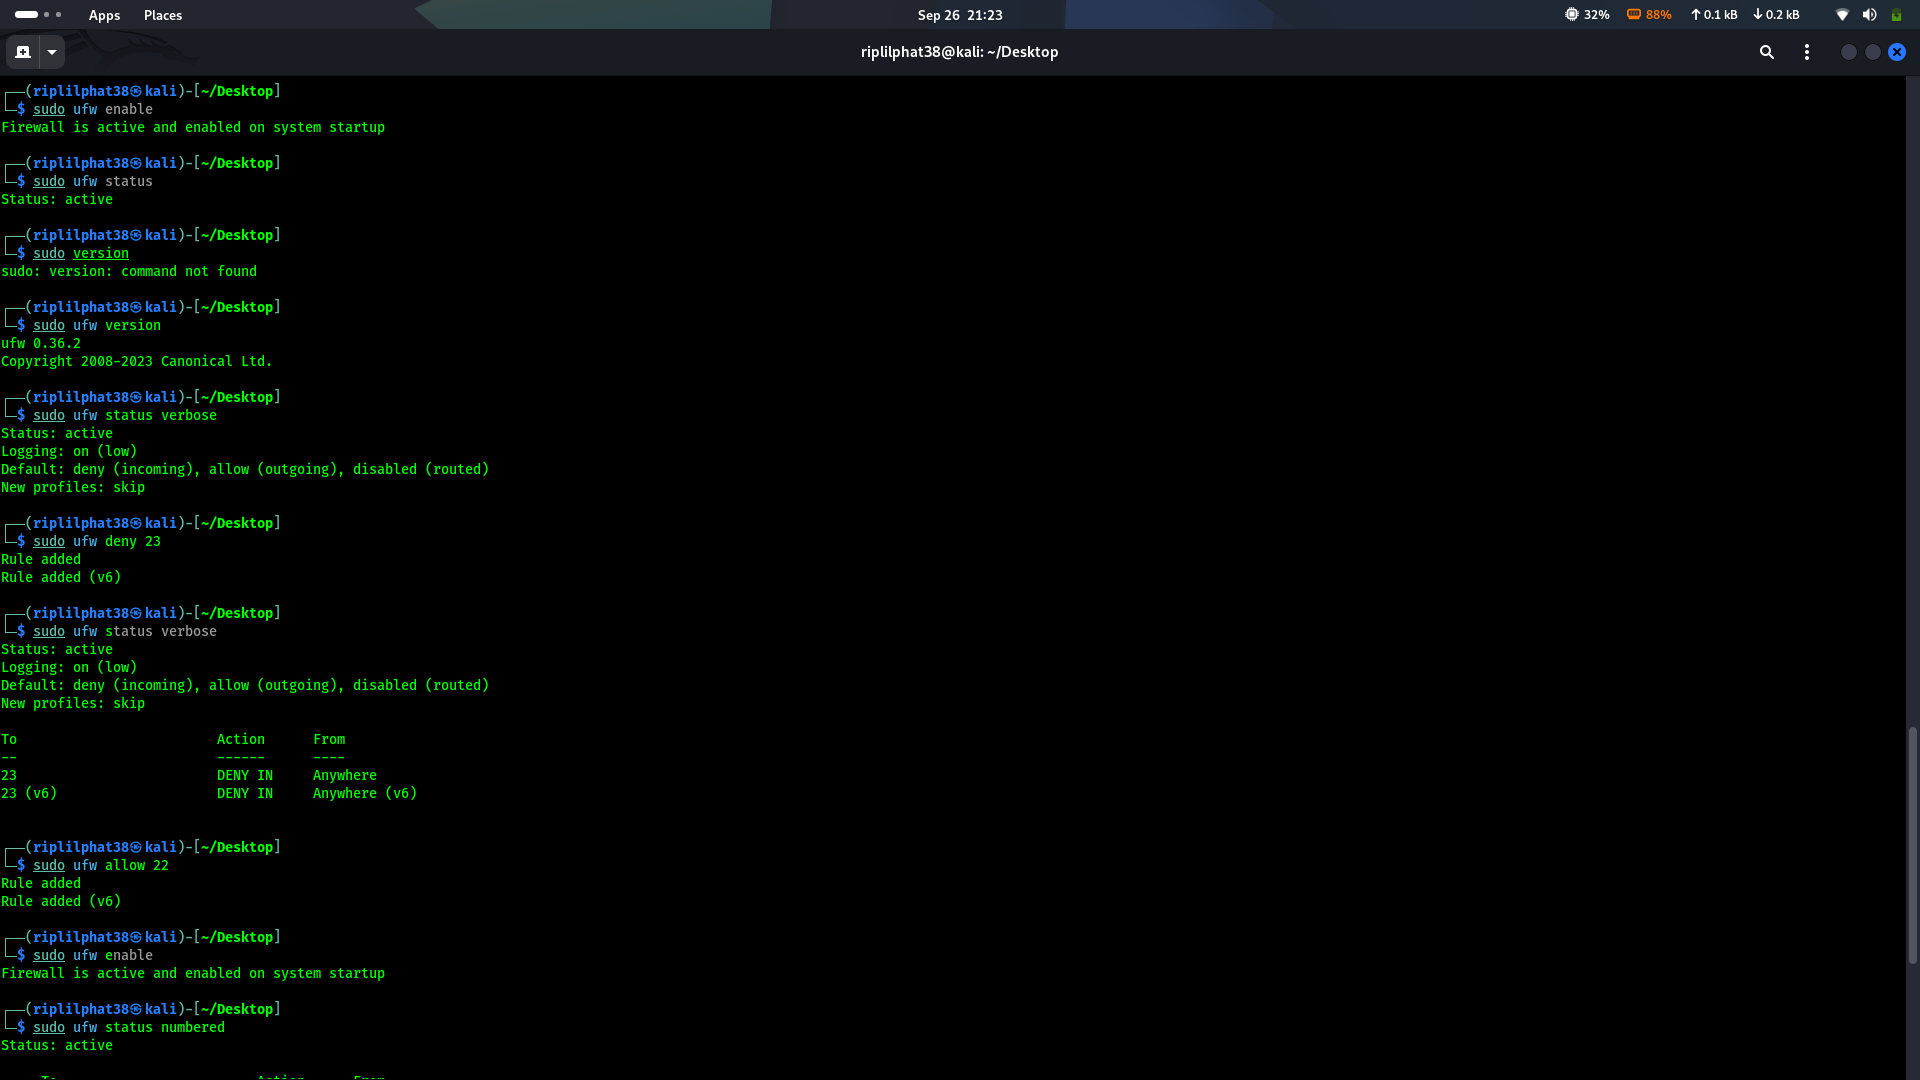 Apps Places Sep 26 21:23 32% 88% 0.1 kB 0.2 kB
riplilphat38@kali: ~/Desktop
┌──(riplilphat38㉿kali)-[~/Desktop]
└─$ sudo ufw enable
Firewall is active and enabled on system startup
┌──(riplilphat38㉿kali)-[~/Desktop]
└─$ sudo ufw status
Status: active
┌──(riplilphat38㉿kali)-[~/Desktop]
└─$ sudo version
sudo: version: command not found
┌──(riplilphat38㉿kali)-[~/Desktop]
└─$ sudo ufw version
ufw 0.36.2
Copyright 2008-2023 Canonical Ltd.
┌──(riplilphat38㉿kali)-[~/Desktop]
└─$ sudo ufw status verbose
Status: active
Logging: on (low)
Default: deny (incoming), allow (outgoing), disabled (routed)
New profiles: skip
┌──(riplilphat38㉿kali)-[~/Desktop]
└─$ sudo ufw deny 23
Rule added
Rule added (v6)
┌──(riplilphat38㉿kali)-[~/Desktop]
└─$ sudo ufw status verbose
Status: active
Logging: on (low)
Default: deny (incoming), allow (outgoing), disabled (routed)
New profiles: skip
To Action From
-- ------ ----
23 DENY IN Anywhere
23 (v6) DENY IN Anywhere (v6)
┌──(riplilphat38㉿kali)-[~/Desktop]
└─$ sudo ufw allow 22
Rule added
Rule added (v6)
┌──(riplilphat38㉿kali)-[~/Desktop]
└─$ sudo ufw enable
Firewall is active and enabled on system startup
┌──(riplilphat38㉿kali)-[~/Desktop]
└─$ sudo ufw status numbered
Status: active
To Action From